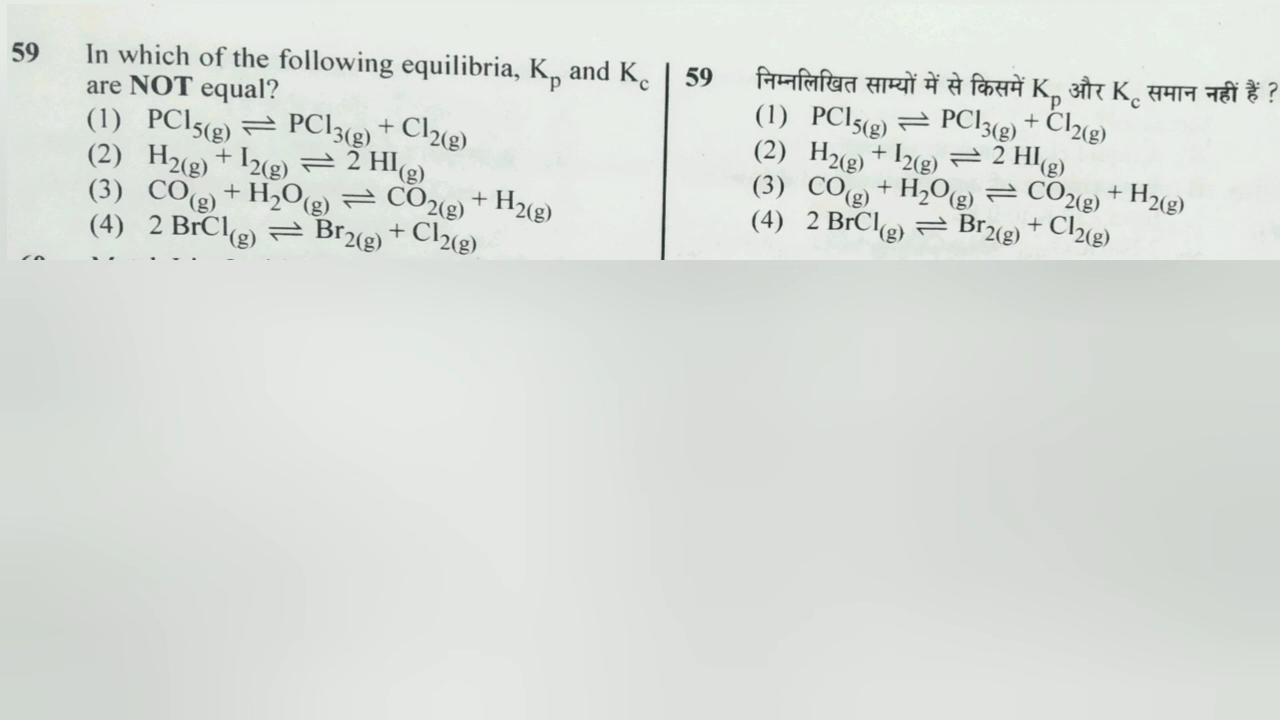 59 In which of the following equilibria, Kp and Kc
are NOT equal?
(1) PCl5(g) ⇌ PCl3(g) + Cl2(g)
(2) H2(g) + I2(g) ⇌ 2 HI(g)
(3) CO(g) + H2O(g) ⇌ CO2(g) + H2(g)
(4) 2 BrCl(g) ⇌ Br2(g) + Cl2(g)
59 निम्नलिखित साम्यों में से किसमें Kp और Kc समान नहीं हैं ?
(1) PCl5(g) ⇌ PCl3(g) + Cl2(g)
(2) H2(g) + I2(g) ⇌ 2 HI(g)
(3) CO(g) + H2O(g) ⇌ CO2(g) + H2(g)
(4) 2 BrCl(g) ⇌ Br2(g) + Cl2(g)